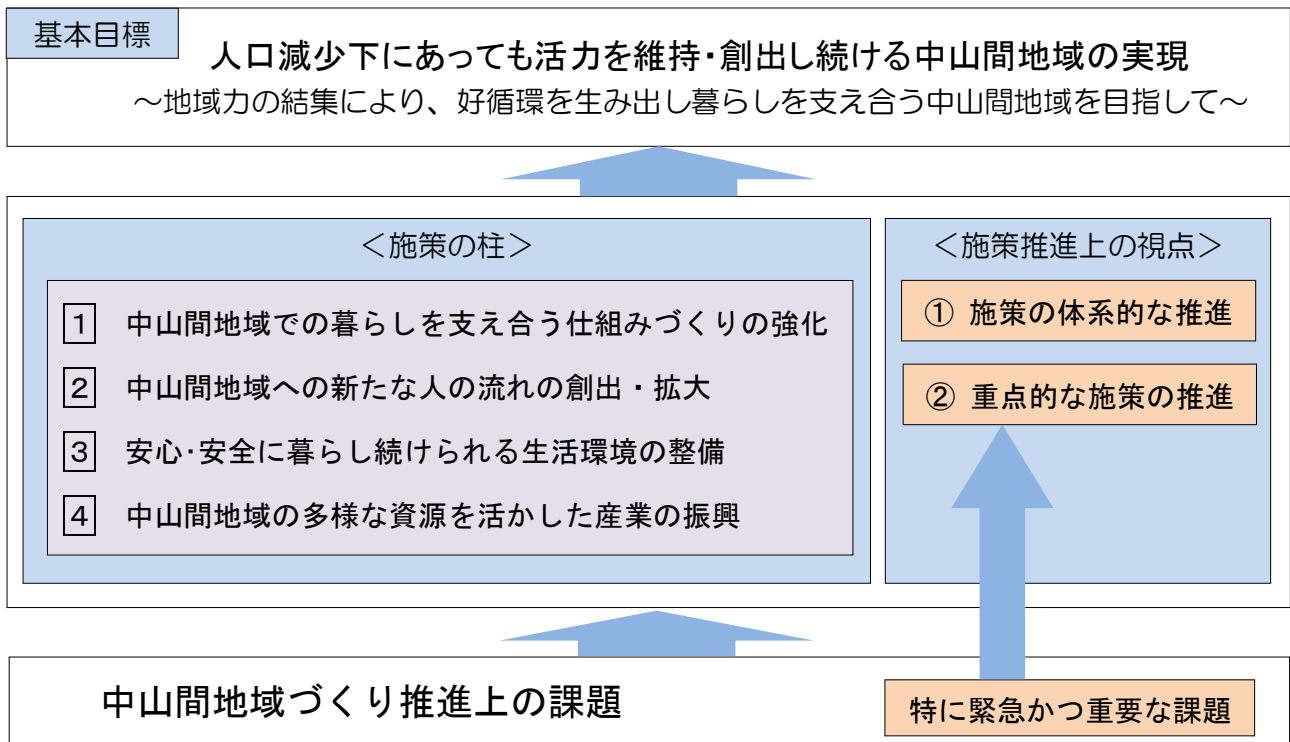 基本目標
人口減少下にあっても活力を維持・創出し続ける中山間地域の実現
～地域力の結集により、好循環を生み出し暮らしを支え合う中山間地域を目指して～
＜施策の柱＞
1 中山間地域での暮らしを支え合う仕組みづくりの強化
2 中山間地域への新たな人の流れの創出・拡大
3 安心・安全に暮らし続けられる生活環境の整備
4 中山間地域の多様な資源を活かした産業の振興
＜施策推進上の視点＞
① 施策の体系的な推進
② 重点的な施策の推進
中山間地域づくり推進上の課題
特に緊急かつ重要な課題